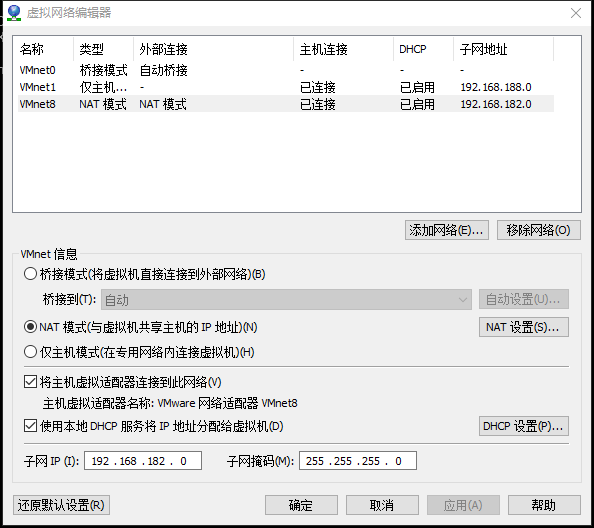 虚拟网络编辑器
名称 类型 外部连接 主机连接 DHCP 子网地址
VMnet0 桥接模式 自动桥接 - - -
VMnet1 仅主机... - 已连接 已启用 192.168.188.0
VMnet8 NAT 模式 NAT 模式 已连接 已启用 192.168.182.0
添加网络(E)... 移除网络(O)
VMnet 信息
桥接模式(将虚拟机直接连接到外部网络)(B)
桥接到(T): 自动 自动设置(U)...
NAT 模式(与虚拟机共享主机的 IP 地址)(N) NAT 设置(S)...
仅主机模式(在专用网络内连接虚拟机)(H)
将主机虚拟适配器连接到此网络(V)
主机虚拟适配器名称: VMware 网络适配器 VMnet8
使用本地 DHCP 服务将 IP 地址分配给虚拟机(D) DHCP 设置(P)...
子网 IP (I): 192 . 168 . 182 . 0 子网掩码(M): 255 . 255 . 255 . 0
还原默认设置(R) 确定 取消 应用(A) 帮助